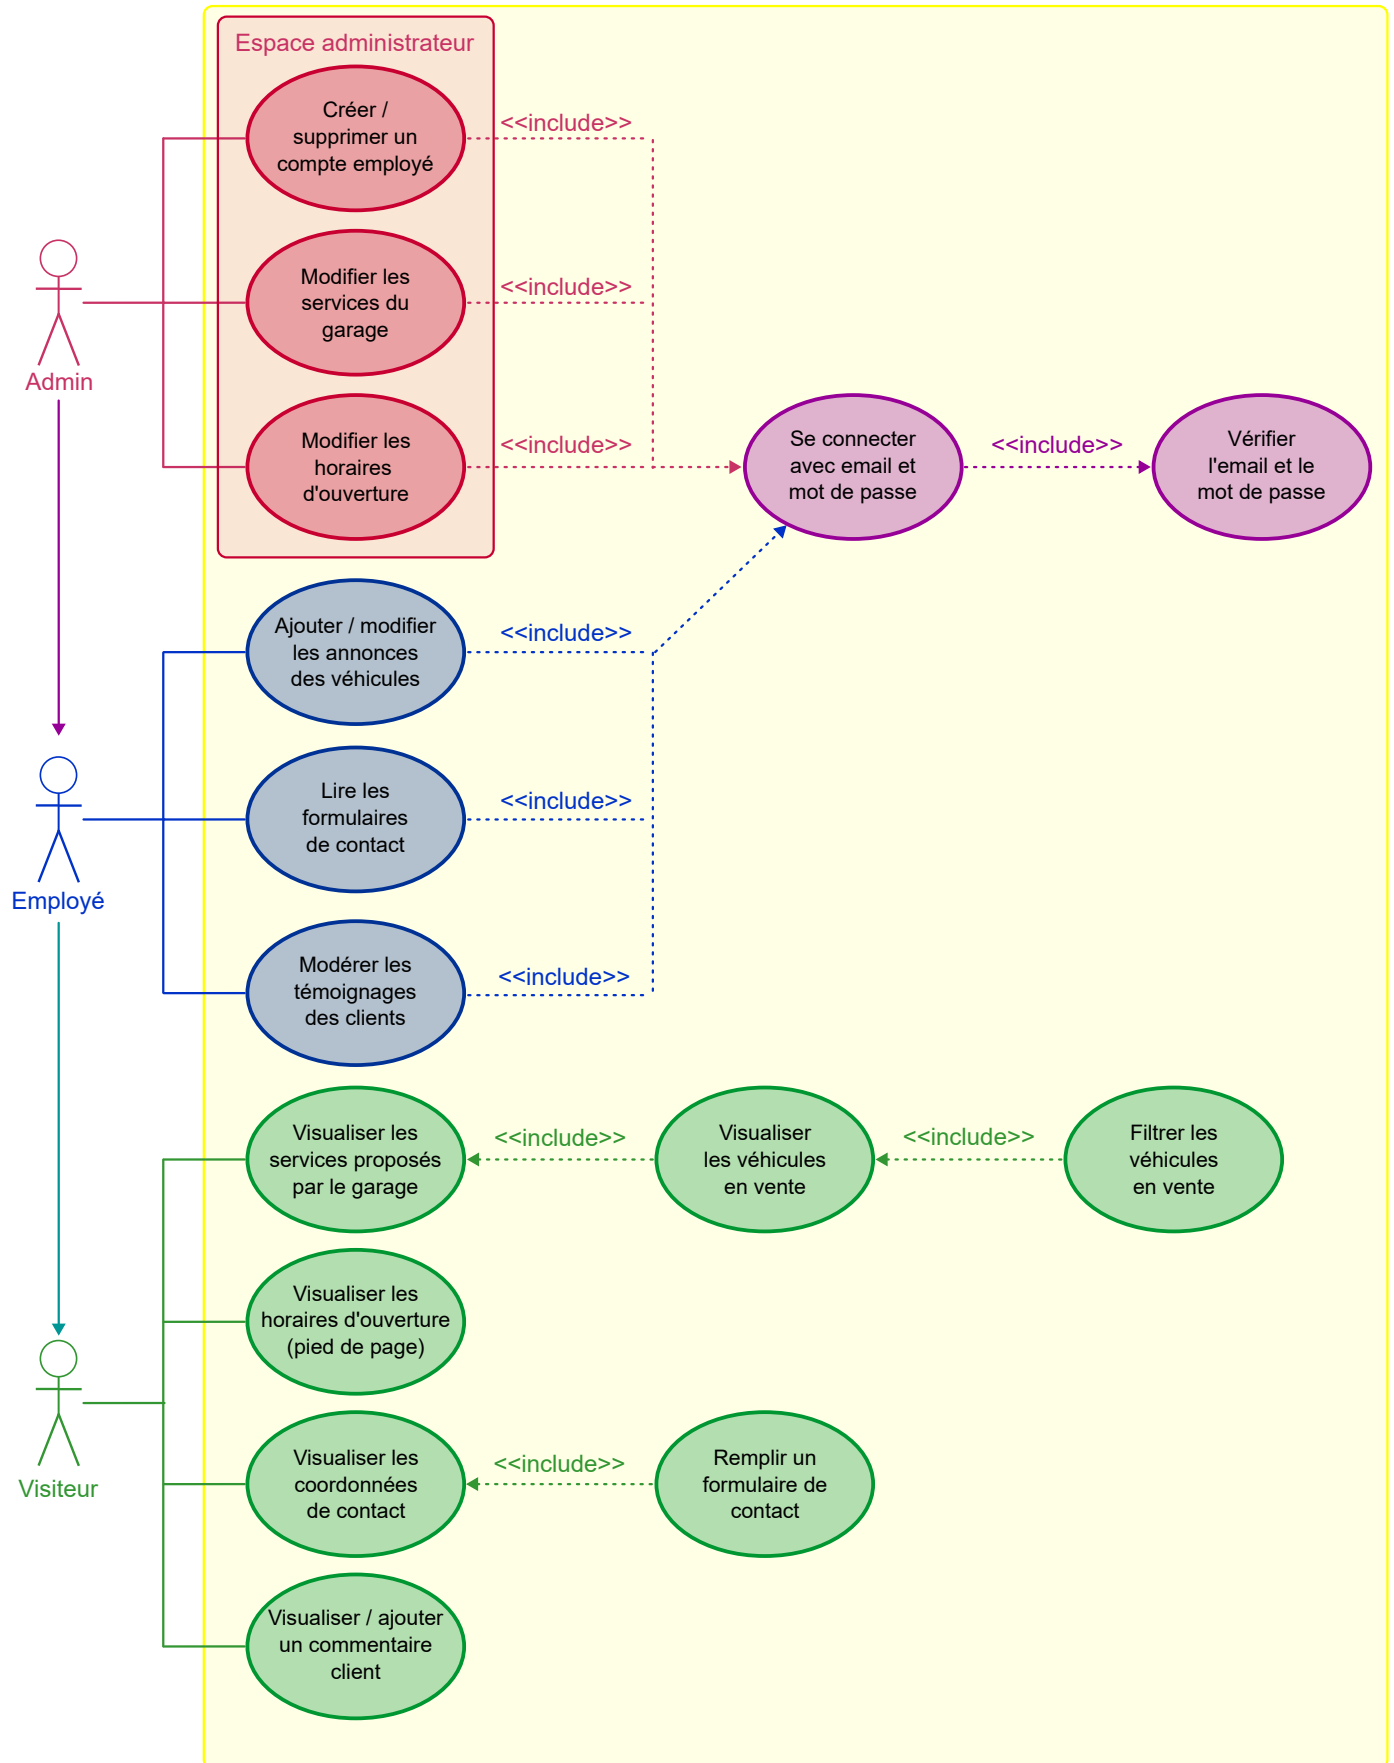 Espace administrateur
Créer /
supprimer un
compte employé
<<include>>
Modifier les
services du
garage
<<include>>
Admin
Modifier les
horaires
d'ouverture
<<include>>
Se connecter
avec email et
mot de passe
<<include>>
Vérifier
l'email et le
mot de passe
Ajouter / modifier
les annonces
des véhicules
<<include>>
Lire les
formulaires
de contact
<<include>>
Employé
Modérer les
témoignages
des clients
<<include>>
Visualiser les
services proposés
par le garage
<<include>>
Visualiser
les véhicules
en vente
<<include>>
Filtrer les
véhicules
en vente
Visualiser les
horaires d'ouverture
(pied de page)
Visiteur
Visualiser les
coordonnées
de contact
<<include>>
Remplir un
formulaire de
contact
Visualiser / ajouter
un commentaire
client